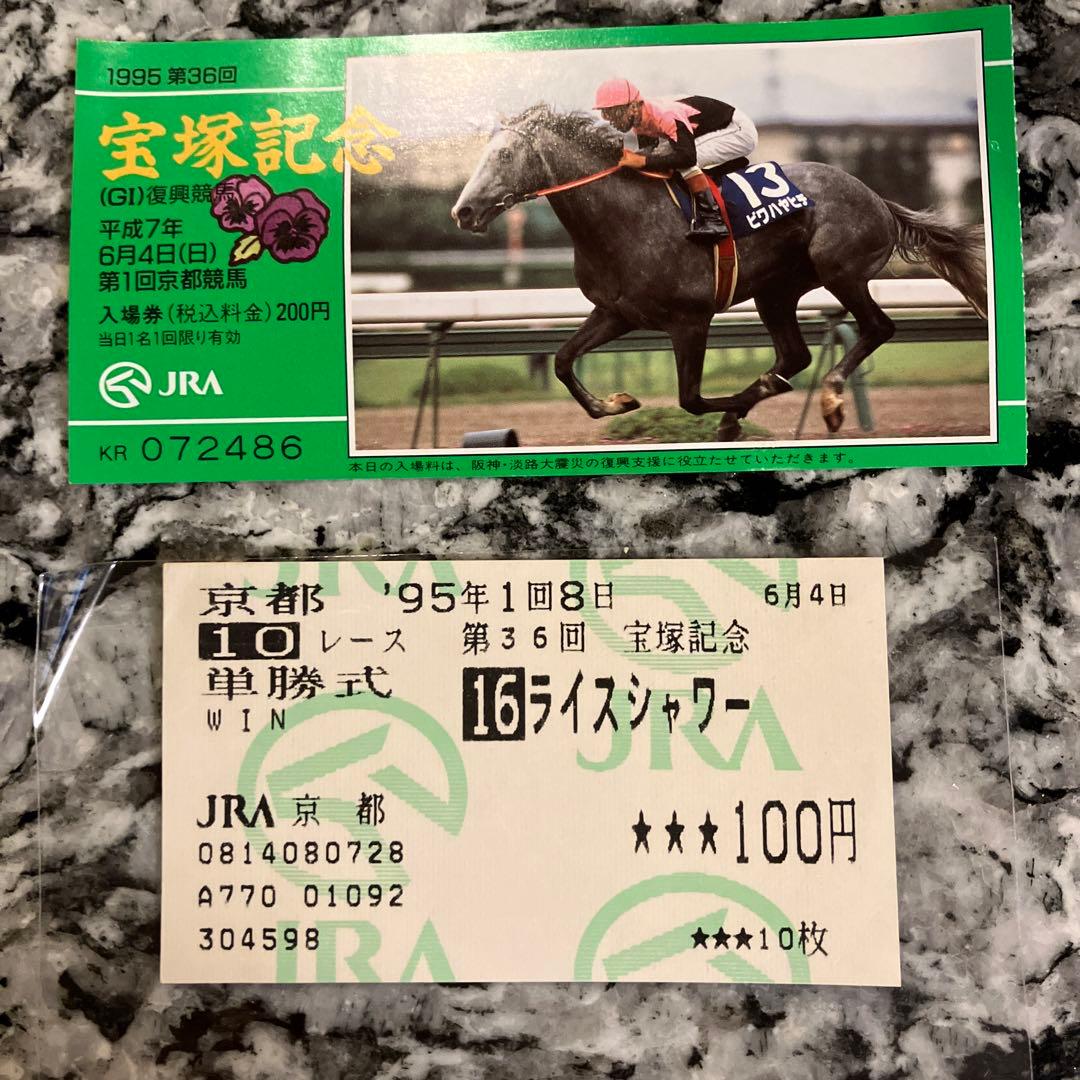 1995 第36回
宝塚記念
(GI)復興競馬
平成7年
6月4日(日)
第1回京都競馬
入場券(税込料金)200円
当日1名1回限り有効
JRA
KR 072486
13
ビワハヤヒデ
本日の入場料は、阪神・淡路大震災の復興支援に役立たせていただきます。
京都 '95年1回8日 6月4日
10レース 第36回 宝塚記念
単勝式 16ライスシャワー
WIN
JRA 京都 ★★★100円
0814080728
A770 01092
304598 ★★★10枚
JRA
JRA
JRA